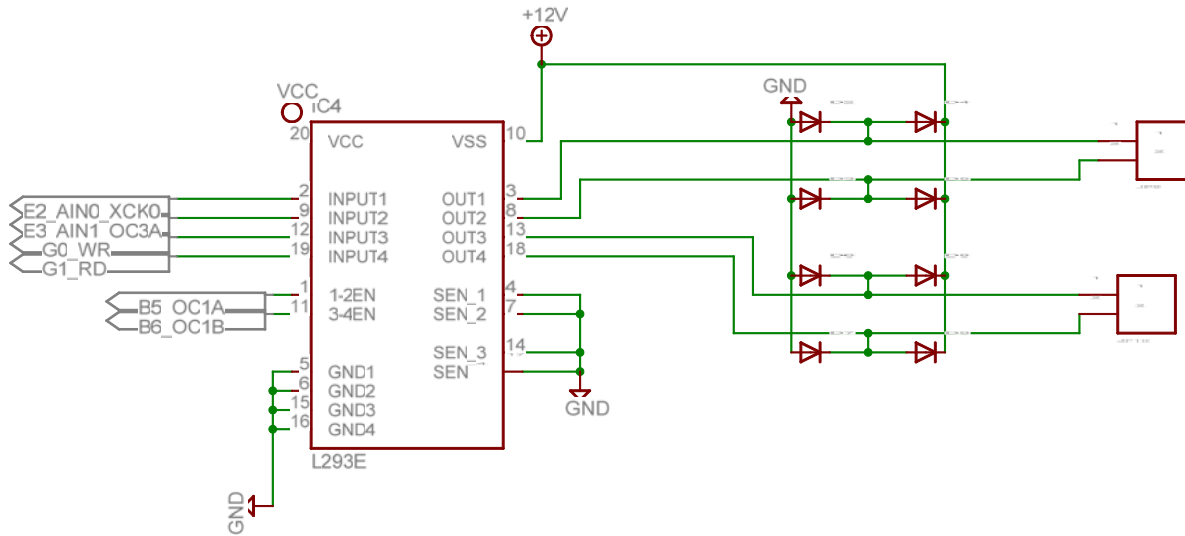 +12V
GND
VCC
IC4
20 VCC VSS 10
2 INPUT1 OUT1 3
9 INPUT2 OUT2 8
12 INPUT3 OUT3 13
19 INPUT4 OUT4 18
E2_AIN0_XCK0
E3_AIN1_OC3A
G0_WR
G1_RD
1 1-2EN SEN_1 4
11 3-4EN SEN_2 7
B5_OC1A
B6_OC1B
SEN_3 14
5 GND1 SEN
6 GND2
15 GND3
16 GND4
GND
L293E
GND